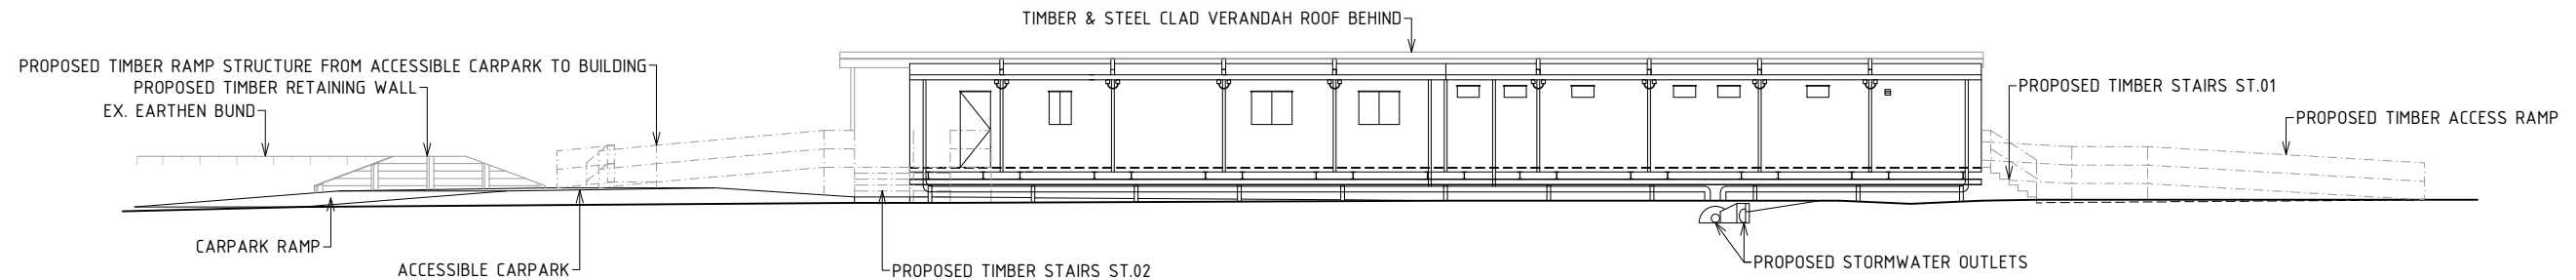 TIMBER & STEEL CLAD VERANDAH ROOF BEHIND
PROPOSED TIMBER RAMP STRUCTURE FROM ACCESSIBLE CARPARK TO BUILDING
PROPOSED TIMBER RETAINING WALL
EX. EARTHEN BUND
PROPOSED TIMBER STAIRS ST.01
PROPOSED TIMBER ACCESS RAMP
CARPARK RAMP
ACCESSIBLE CARPARK
PROPOSED TIMBER STAIRS ST.02
PROPOSED STORMWATER OUTLETS